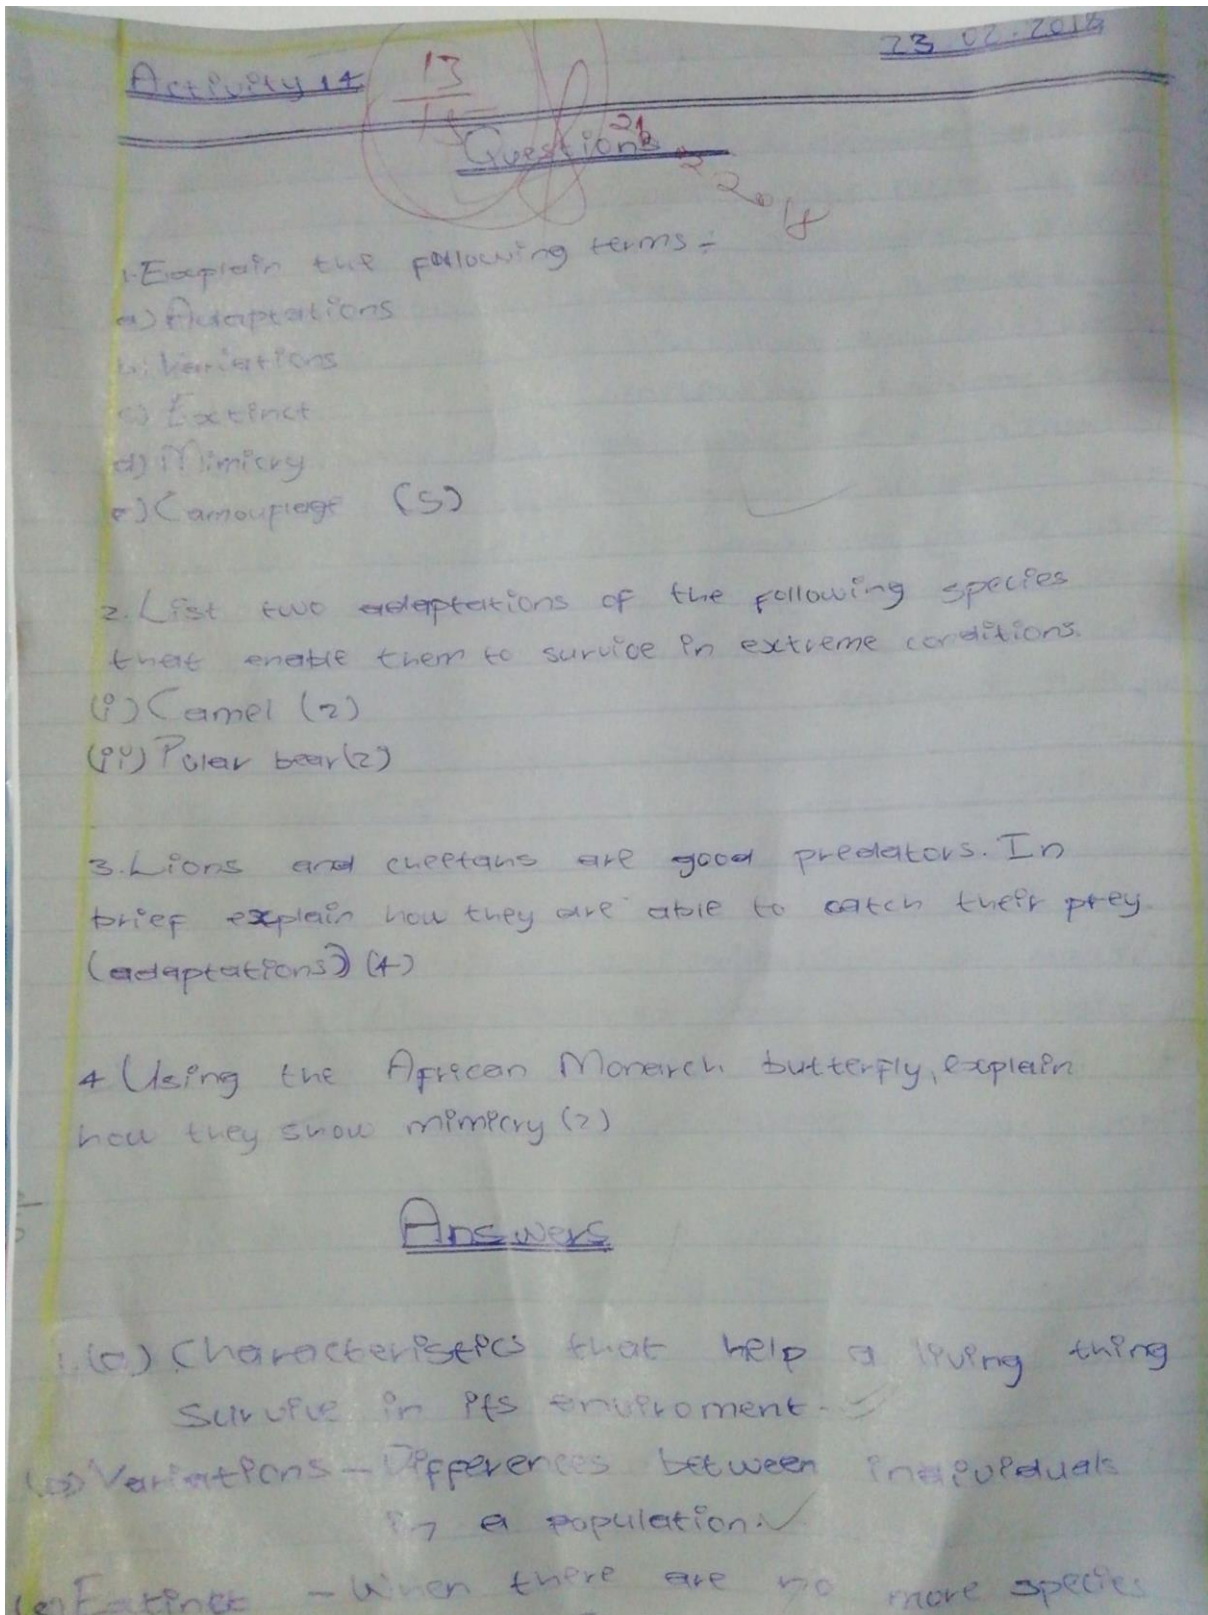 23 02.2018
Activity 14
13
15
Questions
21
2
2018
1.Explain the following terms:-
a) Adaptations
b) Variations
c) Extinct
d) Mimicry
e) Camouflage (5)
2. List two adaptations of the following species
that enable them to survice in extreme conditions.
(i) Camel (2)
(ii) Polar bear (2)
3. Lions and cheetahs are good predators. In
brief explain how they are able to catch their prey
(adaptations) (4)
4 Using the African Monarch butterfly, explain
how they show mimicry (2)
Answers
1.(a) Characteristics that help a living thing
survive in its enviroment.
(b) Variations - Differences between individuals
in a population.
(c) Extinct - When there are no more species